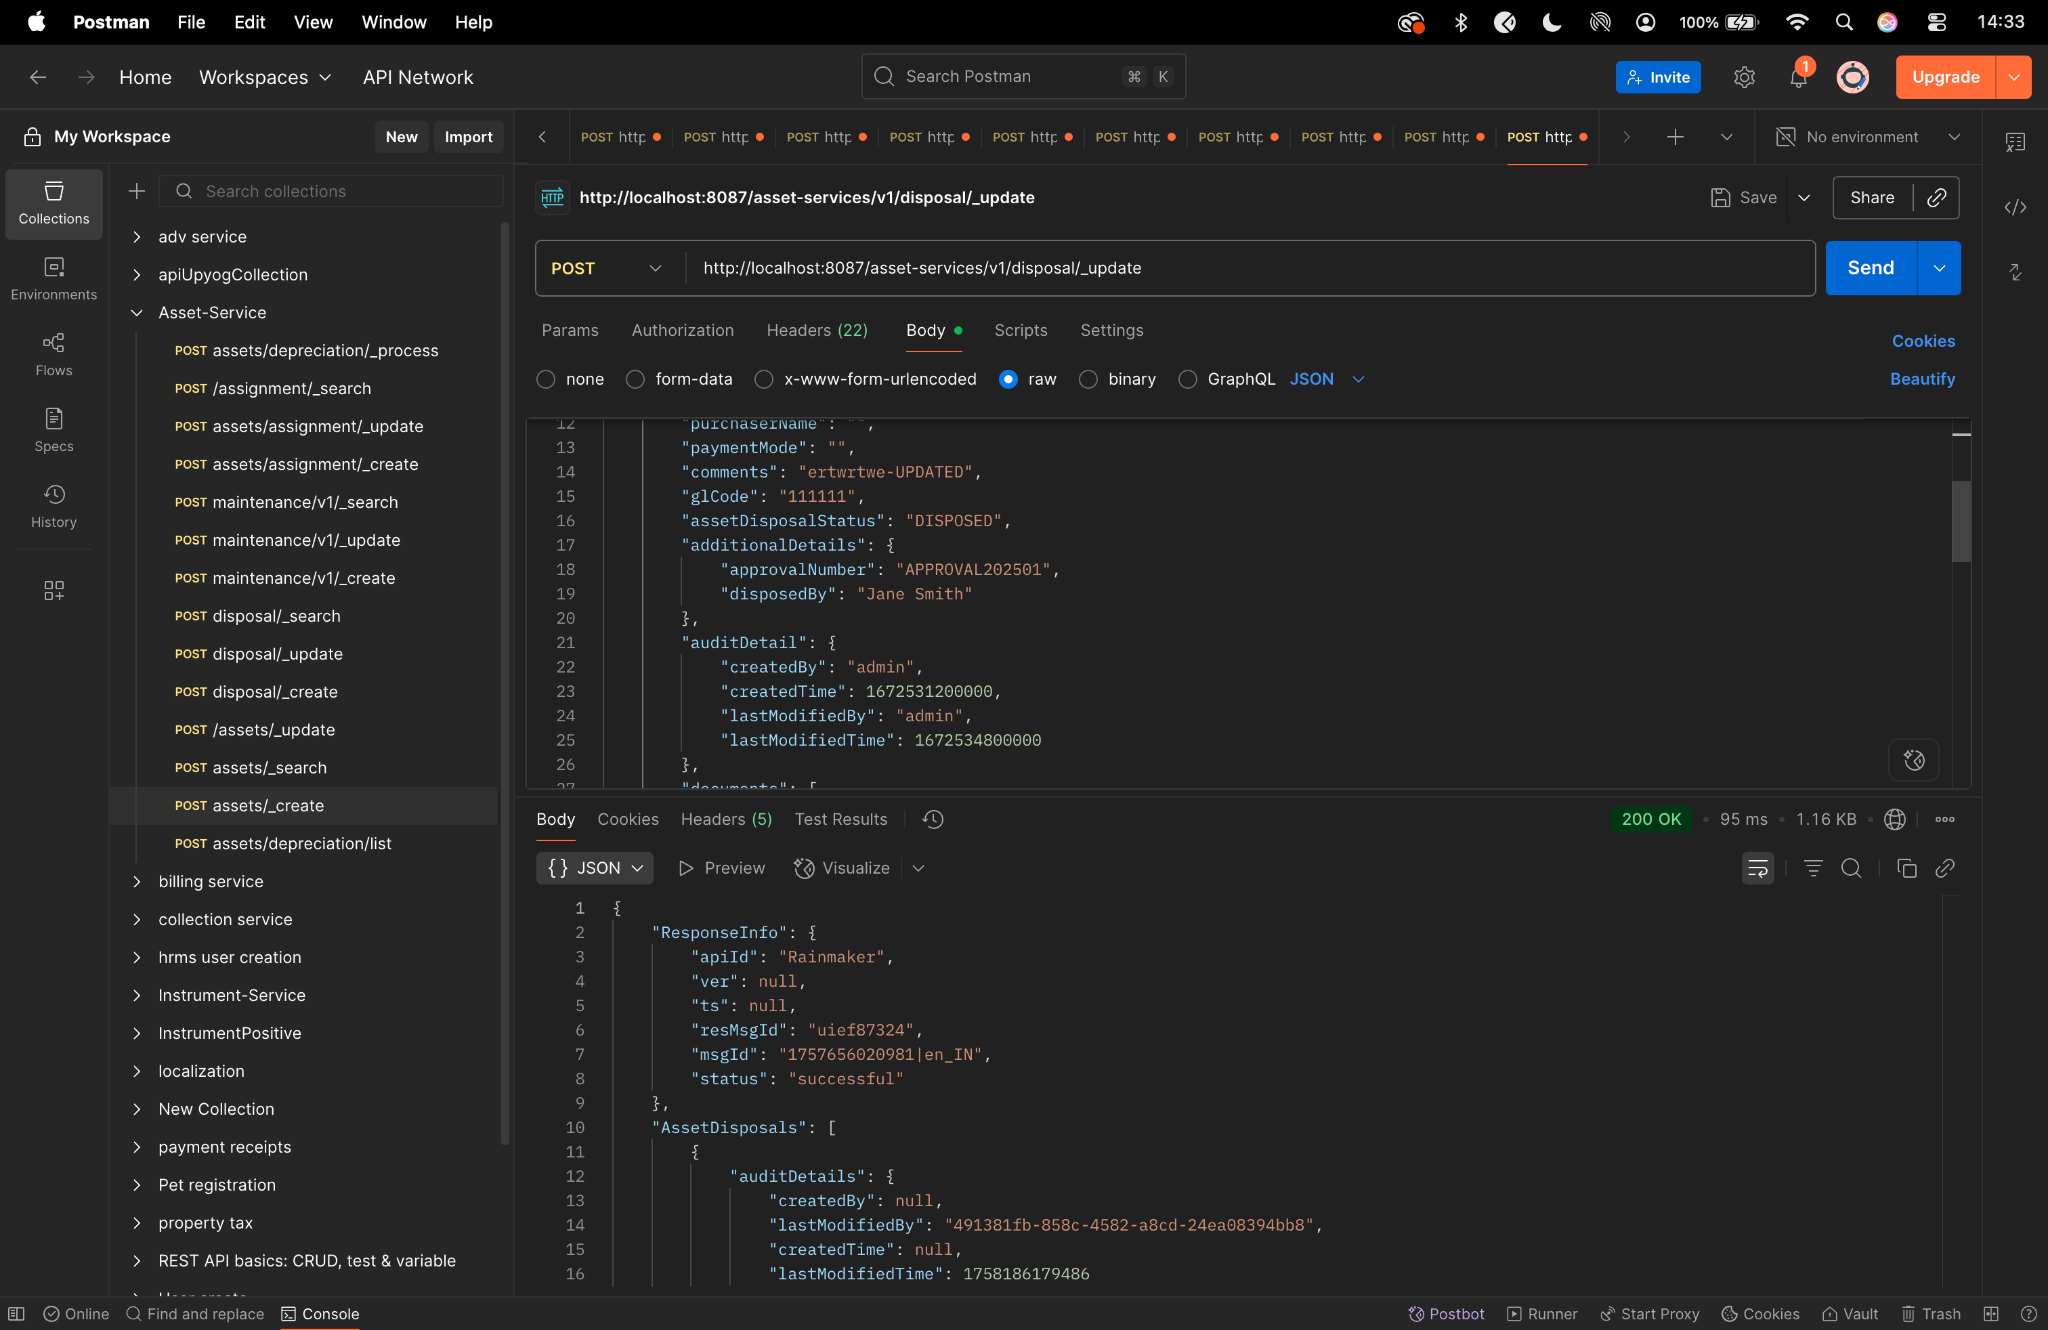 Postman File Edit View Window Help 100% 14:33
Home Workspaces API Network Search Postman ⌘ K Invite 1 Upgrade
My Workspace New Import
POST http POST http POST http POST http POST http POST http POST http POST http POST http POST http No environment
Collections
Environments
Flows
Specs
History
Search collections
adv service
apiUpyogCollection
Asset-Service
POST assets/depreciation/_process
POST /assignment/_search
POST assets/assignment/_update
POST assets/assignment/_create
POST maintenance/v1/_search
POST maintenance/v1/_update
POST maintenance/v1/_create
POST disposal/_search
POST disposal/_update
POST disposal/_create
POST /assets/_update
POST assets/_search
POST assets/_create
POST assets/depreciation/list
billing service
collection service
hrms user creation
Instrument-Service
InstrumentPositive
localization
New Collection
payment receipts
Pet registration
property tax
REST API basics: CRUD, test & variable
HTTP http://localhost:8087/asset-services/v1/disposal/_update Save Share
POST http://localhost:8087/asset-services/v1/disposal/_update Send
Params Authorization Headers (22) Body Scripts Settings Cookies
none form-data x-www-form-urlencoded raw binary GraphQL JSON Beautify
12 "purchaserName": "",
13 "paymentMode": "",
14 "comments": "ertwrtwe-UPDATED",
15 "glCode": "111111",
16 "assetDisposalStatus": "DISPOSED",
17 "additionalDetails": {
18 "approvalNumber": "APPROVAL202501",
19 "disposedBy": "Jane Smith"
20 },
21 "auditDetail": {
22 "createdBy": "admin",
23 "createdTime": 1672531200000,
24 "lastModifiedBy": "admin",
25 "lastModifiedTime": 1672534800000
26 },
27 "documents": [
Body Cookies Headers (5) Test Results 200 OK 95 ms 1.16 KB
{} JSON Preview Visualize
1 {
2 "ResponseInfo": {
3 "apiId": "Rainmaker",
4 "ver": null,
5 "ts": null,
6 "resMsgId": "uief87324",
7 "msgId": "1757656020981|en_IN",
8 "status": "successful"
9 },
10 "AssetDisposals": [
11 {
12 "auditDetails": {
13 "createdBy": null,
14 "lastModifiedBy": "491381fb-858c-4582-a8cd-24ea08394bb8",
15 "createdTime": null,
16 "lastModifiedTime": 1758186179486
Online Find and replace Console Postbot Runner Start Proxy Cookies Vault Trash